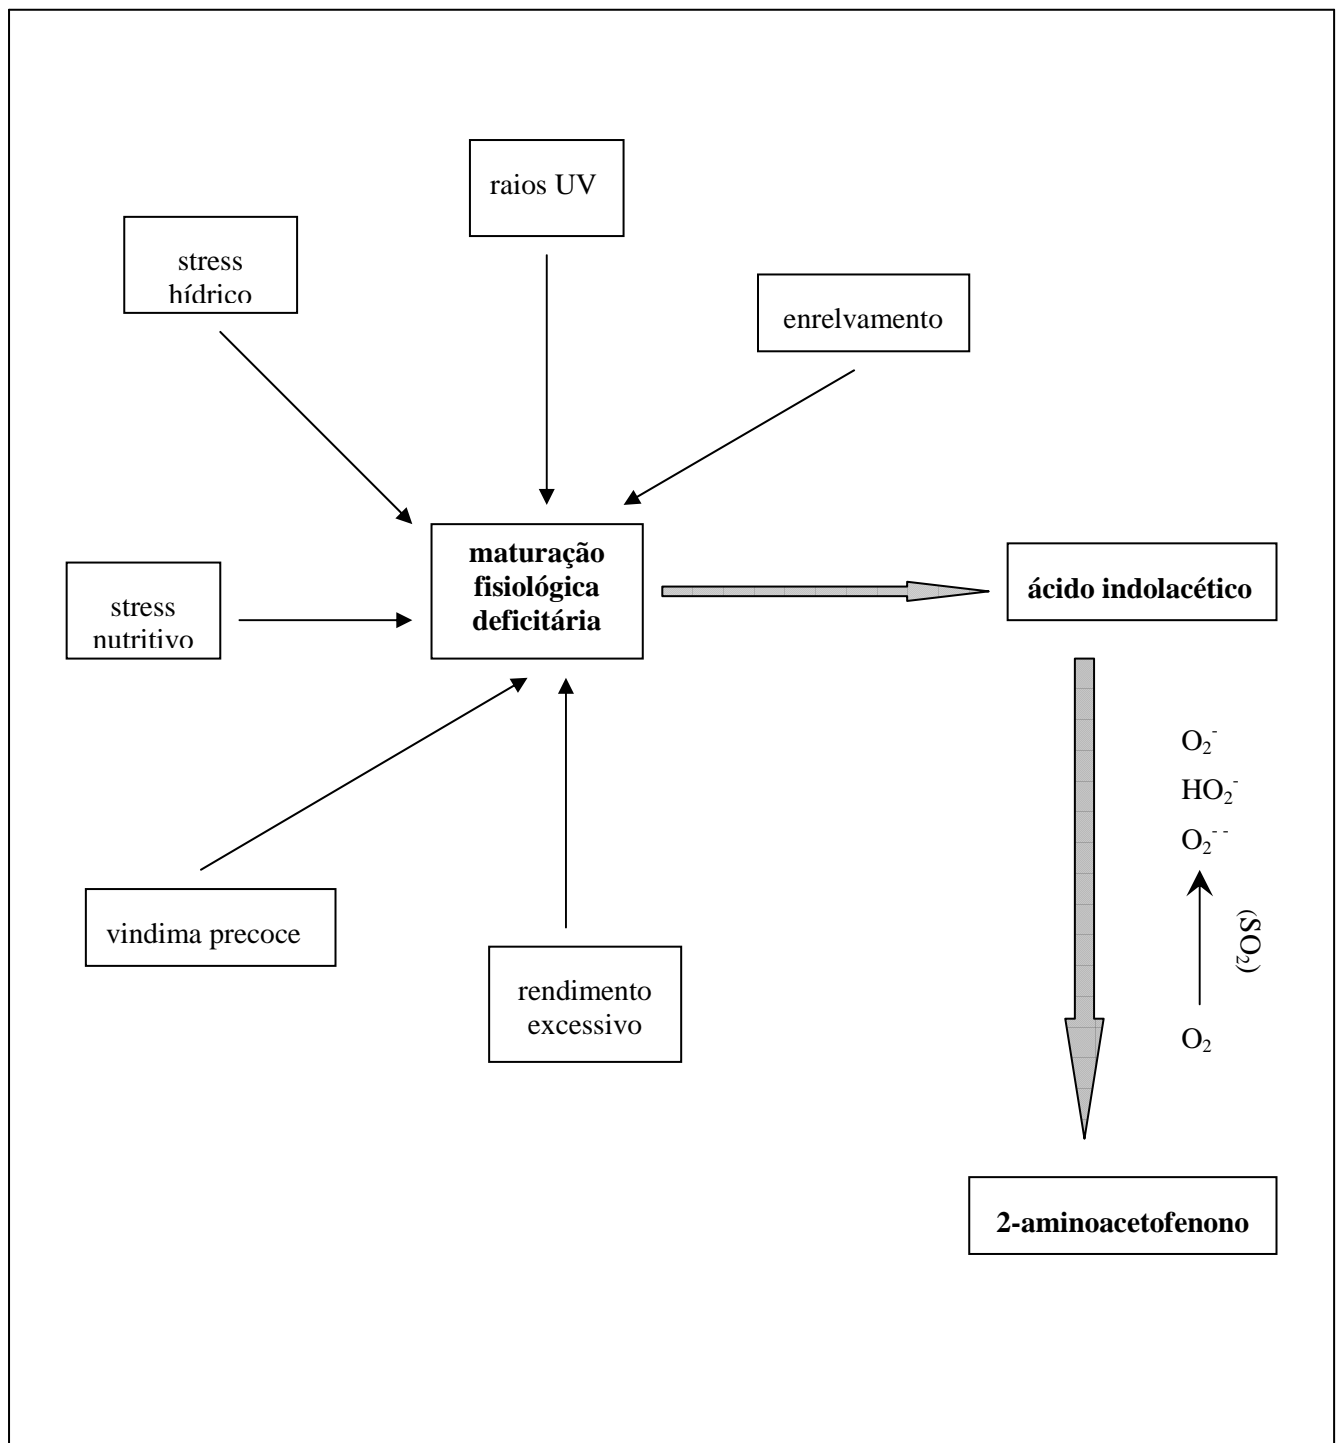 raios UV
stress
hídrico
enrelvamento
maturação
fisiológica
deficitária
ácido indolacético
stress
nutritivo
O₂⁻
HO₂⁻
O₂⁻ ⁻
(SO₂)
O₂
vindima precoce
rendimento
excessivo
2-aminoacetofenono